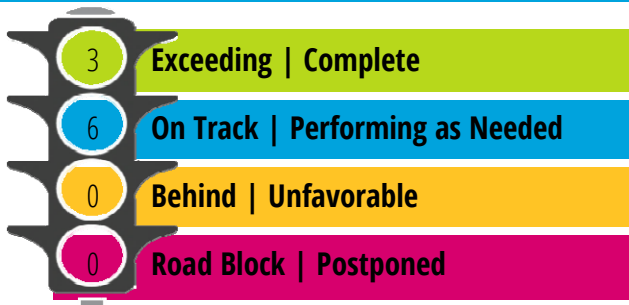 3 Exceeding | Complete
6 On Track | Performing as Needed
0 Behind | Unfavorable
0 Road Block | Postponed